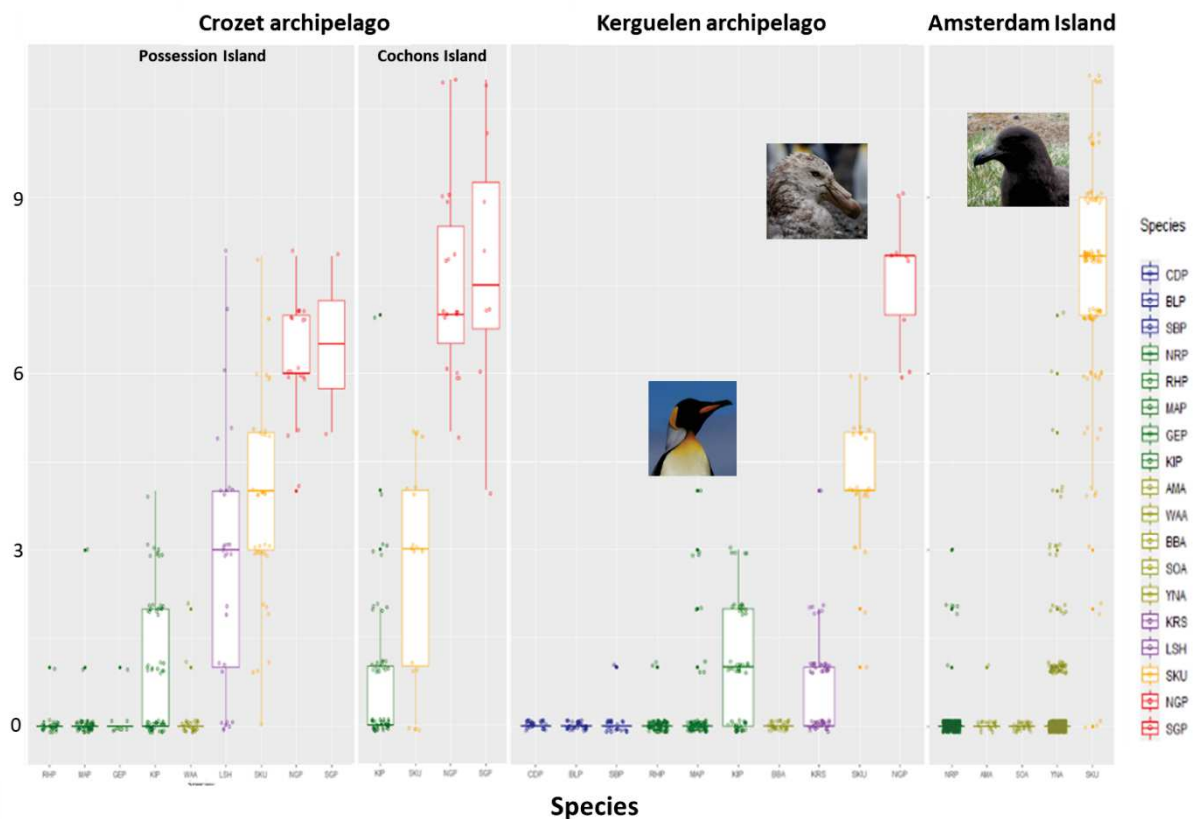 Crozet archipelago
Kerguelen archipelago
Amsterdam Island
Possession Island
Cochons Island
9
6
3
0
RHP MAP GEP KIP WAA LSH SKU NGP SGP
KIP SKU NGP SGP
CDP BLP SBP RHP MAP KIP BBA KRS SKU NGP
NRP AMA SOA YNA SKU
Species
Species
CDP
BLP
SBP
NRP
RHP
MAP
GEP
KIP
AMA
WAA
BBA
SOA
YNA
KRS
LSH
SKU
NGP
SGP